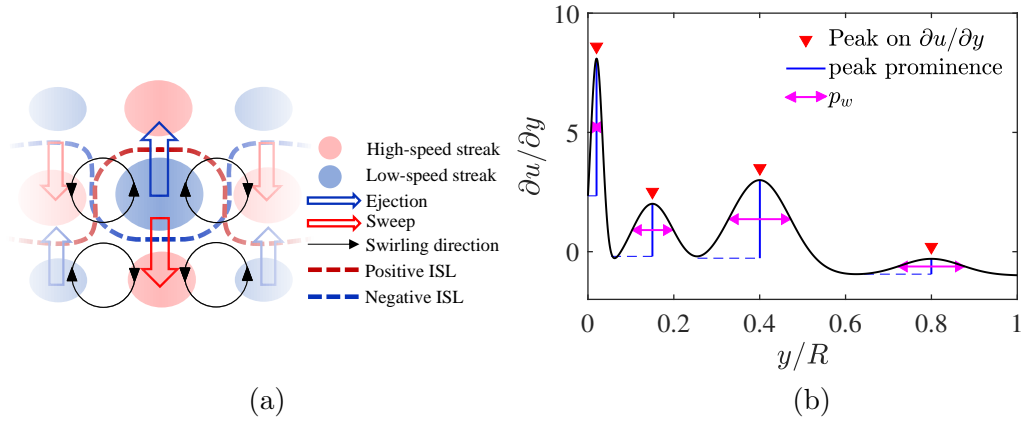 High-speed streak
Low-speed streak
Ejection
Sweep
Swirling direction
Positive ISL
Negative ISL
(a)
10
5
0
∂u/∂y
Peak on ∂u/∂y
peak prominence
p_w
0
0.2
0.4
0.6
0.8
1
y/R
(b)